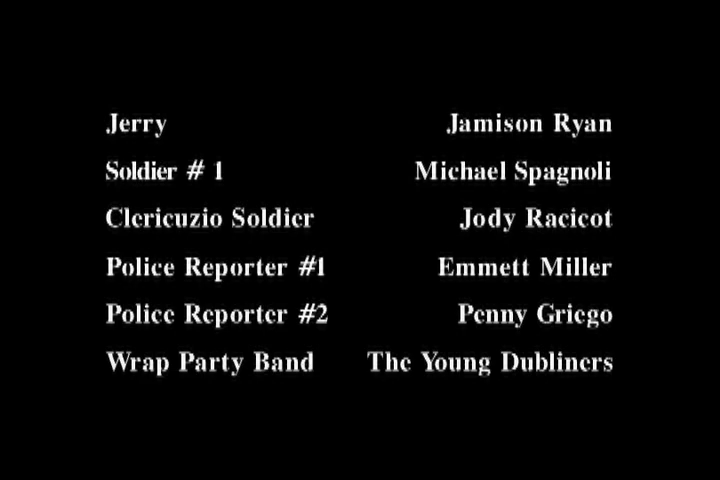 Jerry Jamison Ryan
Soldier # 1 Michael Spagnoli
Clericuzio Soldier Jody Racicot
Police Reporter #1 Emmett Miller
Police Reporter #2 Penny Griego
Wrap Party Band The Young Dubliners